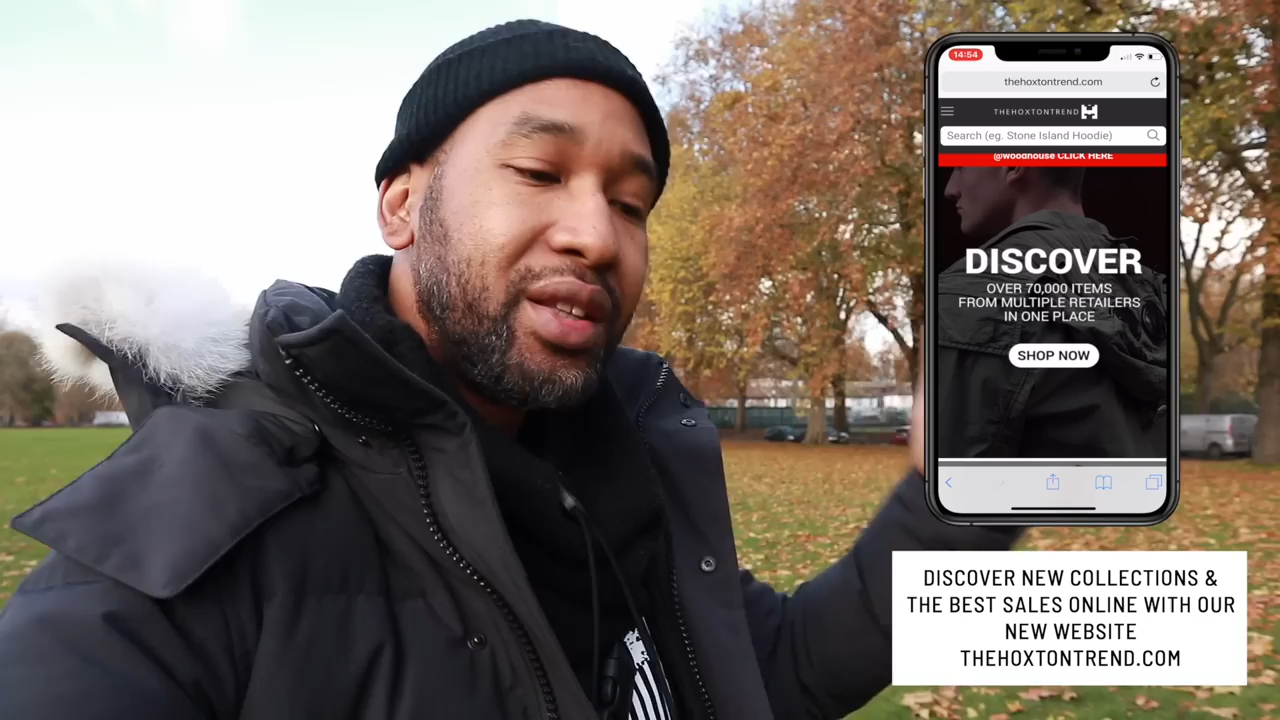 14:54
thehoxtontrend.com
THEHOXTONTREND
Search (eg. Stone Island Hoodie)
@woodhouse CLICK HERE
DISCOVER
OVER 70,000 ITEMS
FROM MULTIPLE RETAILERS
IN ONE PLACE
SHOP NOW
DISCOVER NEW COLLECTIONS &
THE BEST SALES ONLINE WITH OUR
NEW WEBSITE
THEHOXTONTREND.COM